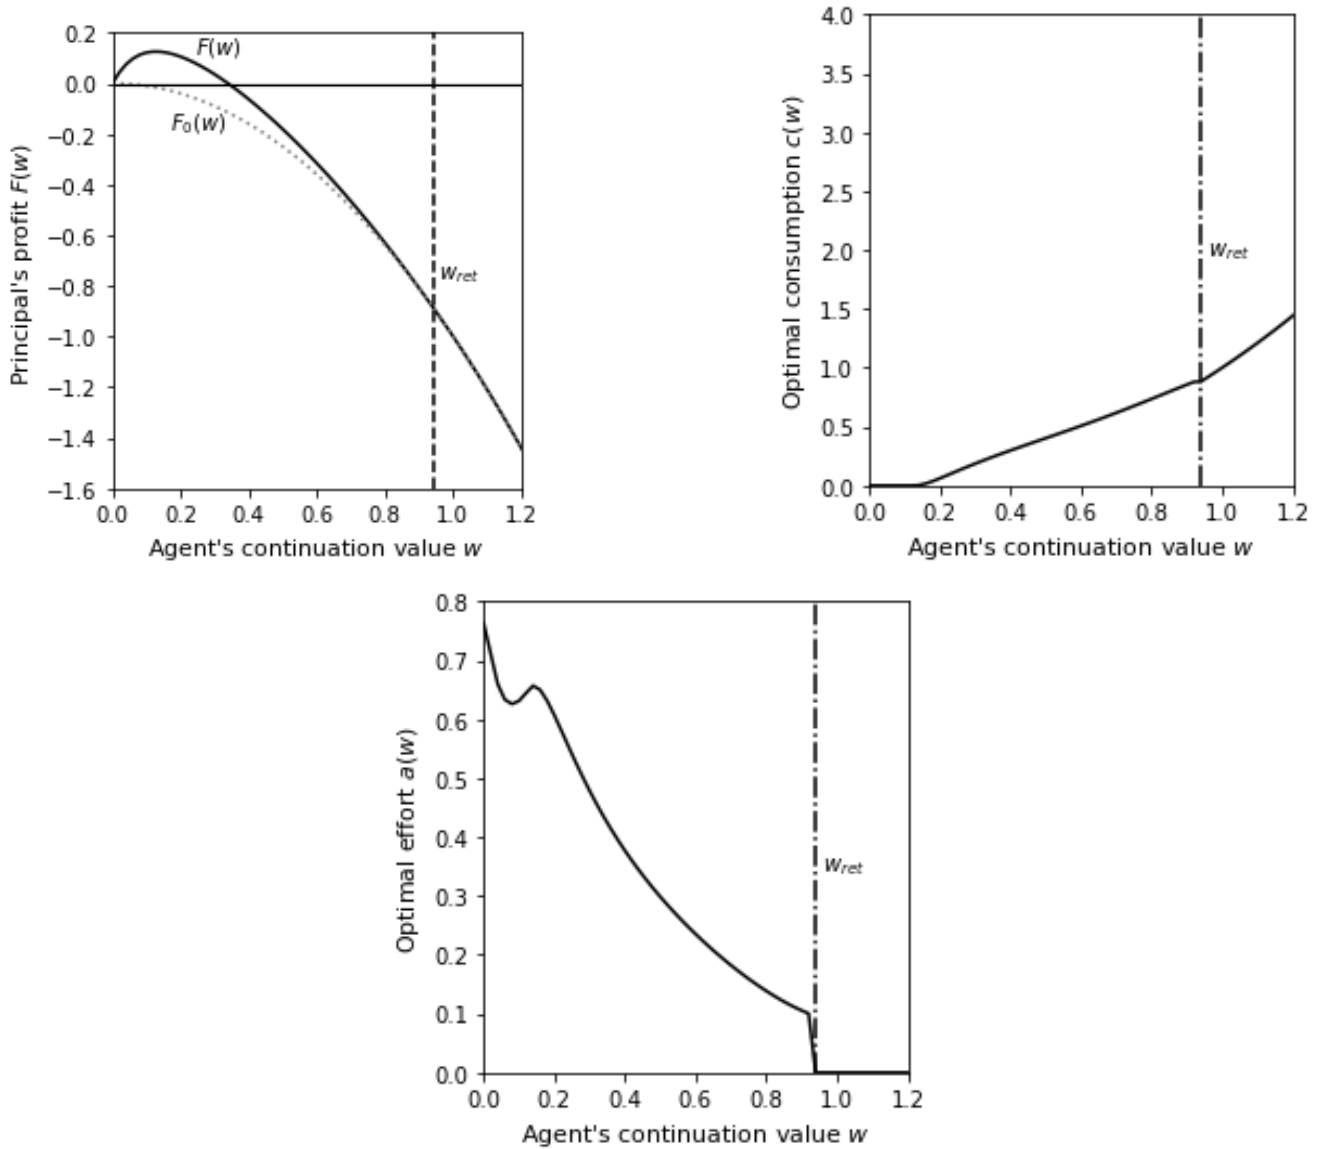 0.2
0.0
−0.2
−0.4
−0.6
−0.8
−1.0
−1.2
−1.4
−1.6
Principal's profit F(w)
F(w)
F₀(w)
w_ret
0.0 0.2 0.4 0.6 0.8 1.0 1.2
Agent's continuation value w
4.0
3.5
3.0
2.5
2.0
1.5
1.0
0.5
0.0
Optimal consumption c(w)
w_ret
0.0 0.2 0.4 0.6 0.8 1.0 1.2
Agent's continuation value w
0.8
0.7
0.6
0.5
0.4
0.3
0.2
0.1
0.0
Optimal effort a(w)
w_ret
0.0 0.2 0.4 0.6 0.8 1.0 1.2
Agent's continuation value w